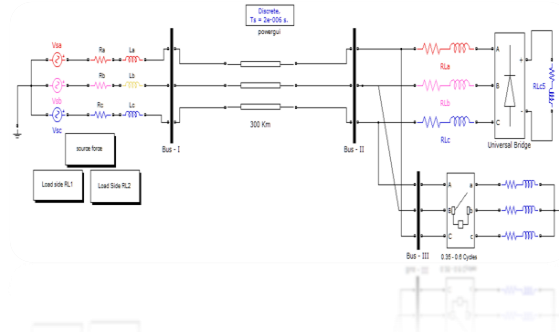 Discrete,
Ts = 2e-006 s.
powergui
Vsa
Ra
La
Rb
Lb
Vsb
Rc
Lc
Vsc
Bus - I
300 Km
Bus - II
RLa
RLb
RLc
A
B
C
+
-
Universal Bridge
RLc5
source force
Load side RL1
Load Side RL2
A
B
C
a
b
c
Bus - III
0.35 - 0.6 Cycles